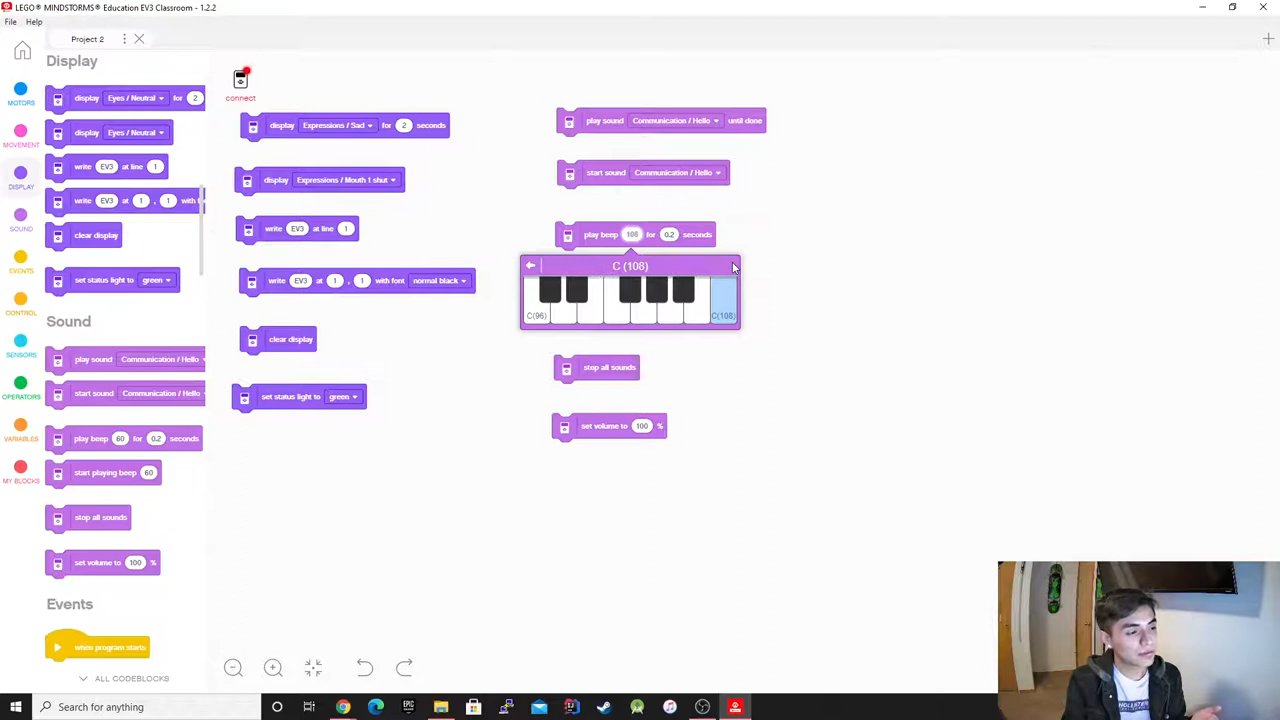 LEGO® MINDSTORMS® Education EV3 Classroom - 1.2.2
File Help
Project 2
Display
connect
MOTORS
MOVEMENT
DISPLAY
SOUND
EVENTS
CONTROL
SENSORS
OPERATORS
VARIABLES
MY BLOCKS
display Eyes / Neutral for 2
display Eyes / Neutral
write EV3 at line 1
write EV3 at 1 , 1 with
clear display
set status light to green
Sound
play sound Communication / Hello
start sound Communication / Hello
play beep 60 for 0.2 seconds
start playing beep 60
stop all sounds
set volume to 100 %
Events
when program starts
ALL CODEBLOCKS
display Expressions / Sad for 2 seconds
display Expressions / Mouth 1 shut
write EV3 at line 1
write EV3 at 1 , 1 with font normal black
clear display
set status light to green
play sound Communication / Hello until done
start sound Communication / Hello
play beep 108 for 0.2 seconds
C (108)
C(96) C(108)
stop all sounds
set volume to 100 %
Search for anything
EPIC